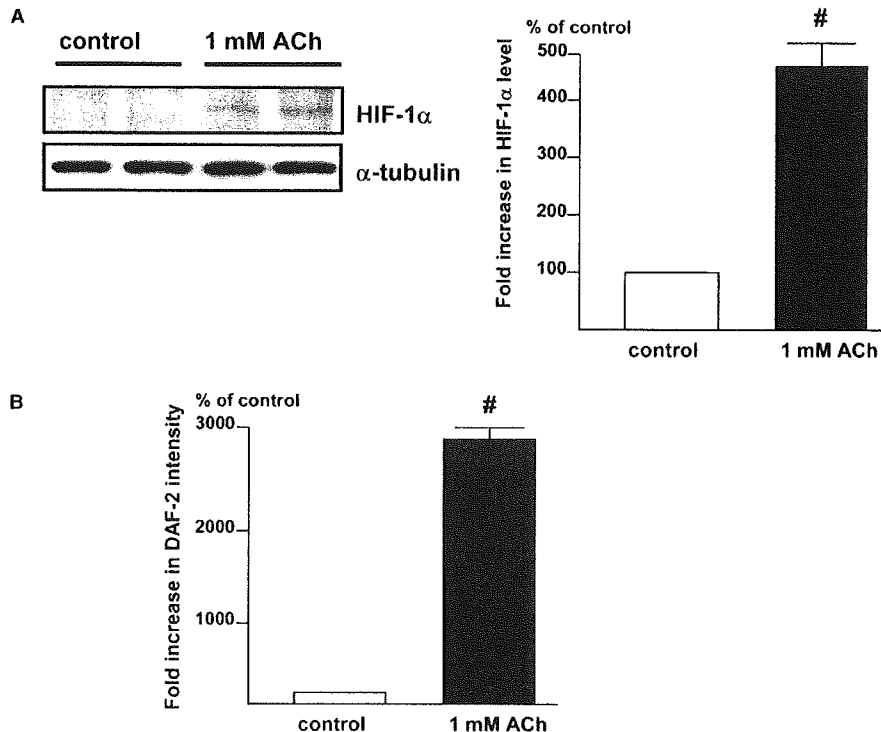 A
control 1 mM ACh
HIF-1α
α-tubulin
% of control
#
Fold increase in HIF-1α level
500
400
300
200
100
control 1 mM ACh
B
% of control
#
Fold increase in DAF-2 intensity
3000
2000
1000
control 1 mM ACh